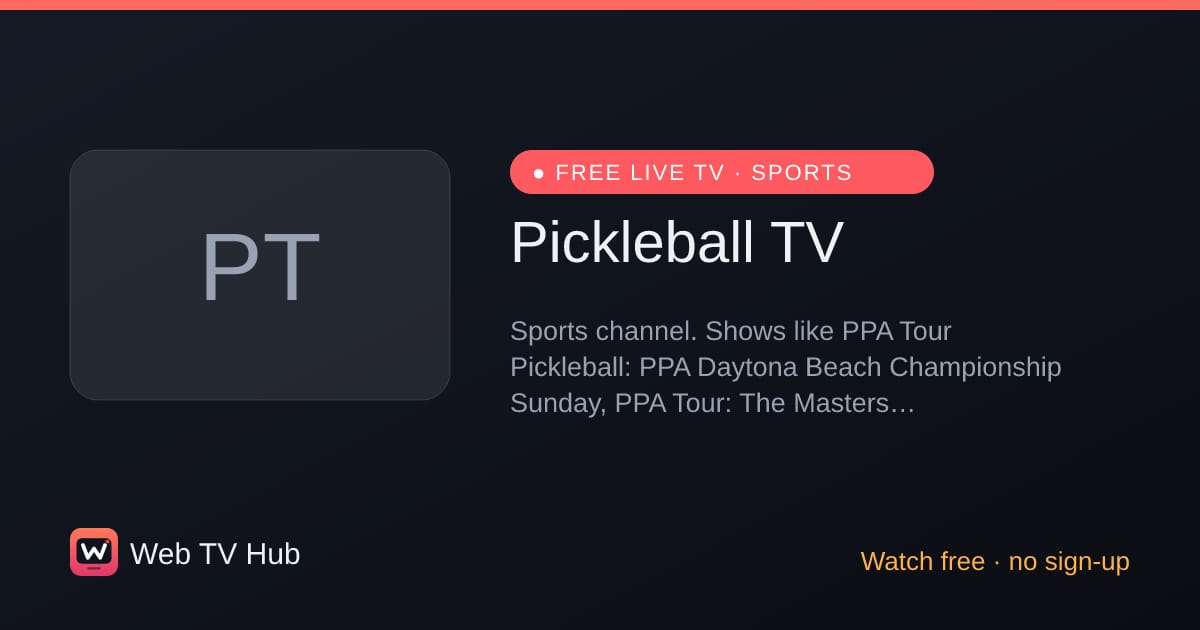 PT
● FREE LIVE TV · SPORTS
Pickleball TV
Sports channel. Shows like PPA Tour
Pickleball: PPA Daytona Beach Championship
Sunday, PPA Tour: The Masters…
W
Web TV Hub
Watch free · no sign-up